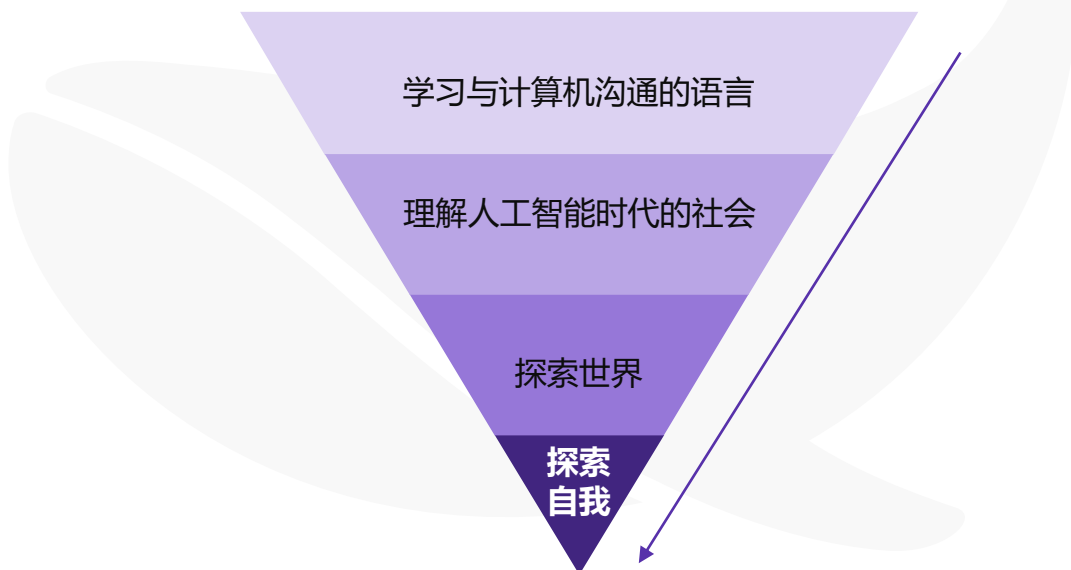 学习与计算机沟通的语言
理解人工智能时代的社会
探索世界
探索
自我